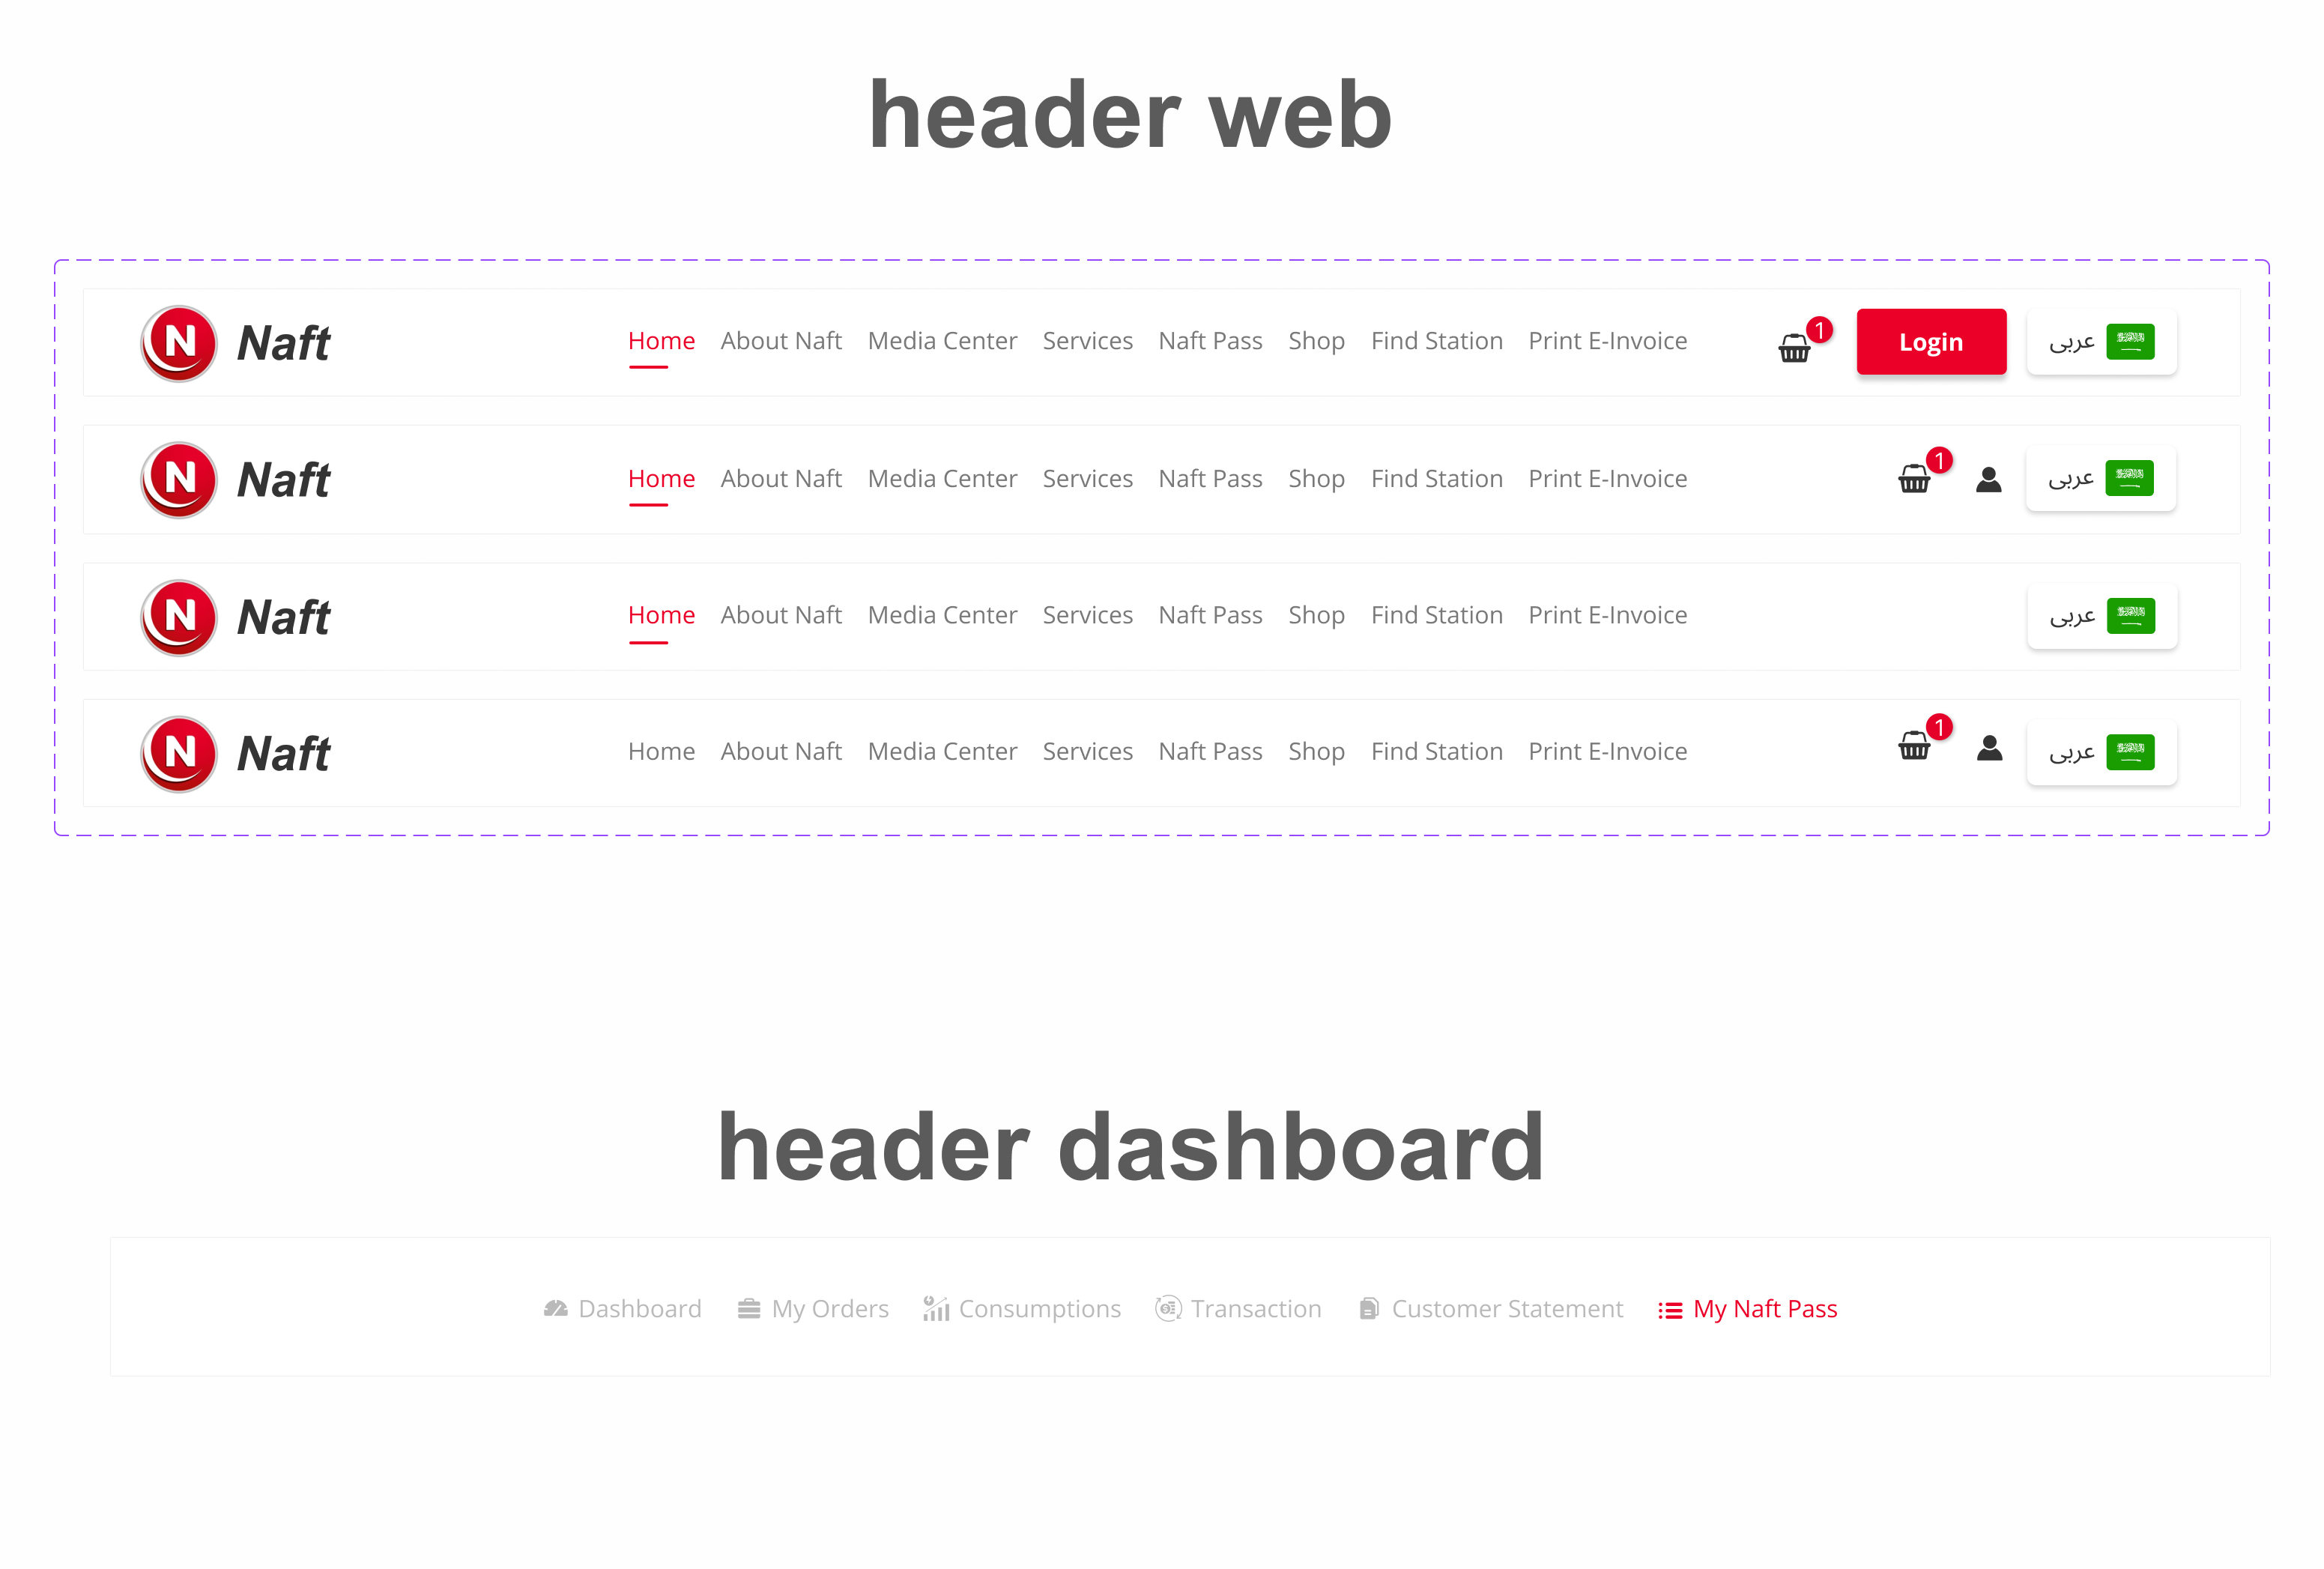 header web
N Naft Home About Naft Media Center Services Naft Pass Shop Find Station Print E-Invoice 1 Login عربى
N Naft Home About Naft Media Center Services Naft Pass Shop Find Station Print E-Invoice 1 عربى
N Naft Home About Naft Media Center Services Naft Pass Shop Find Station Print E-Invoice عربى
N Naft Home About Naft Media Center Services Naft Pass Shop Find Station Print E-Invoice 1 عربى
header dashboard
Dashboard My Orders Consumptions Transaction Customer Statement My Naft Pass